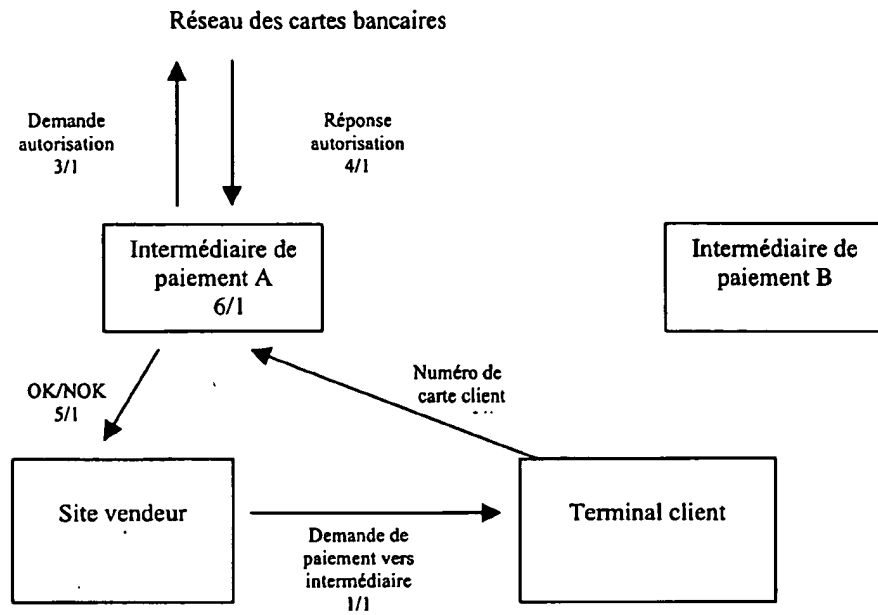 Réseau des cartes bancaires
Demande
autorisation
3/1
Réponse
autorisation
4/1
Intermédiaire de
paiement A
6/1
Intermédiaire de
paiement B
OK/NOK
5/1
Numéro de
carte client
Site vendeur
Terminal client
Demande de
paiement vers
intermédiaire
1/1